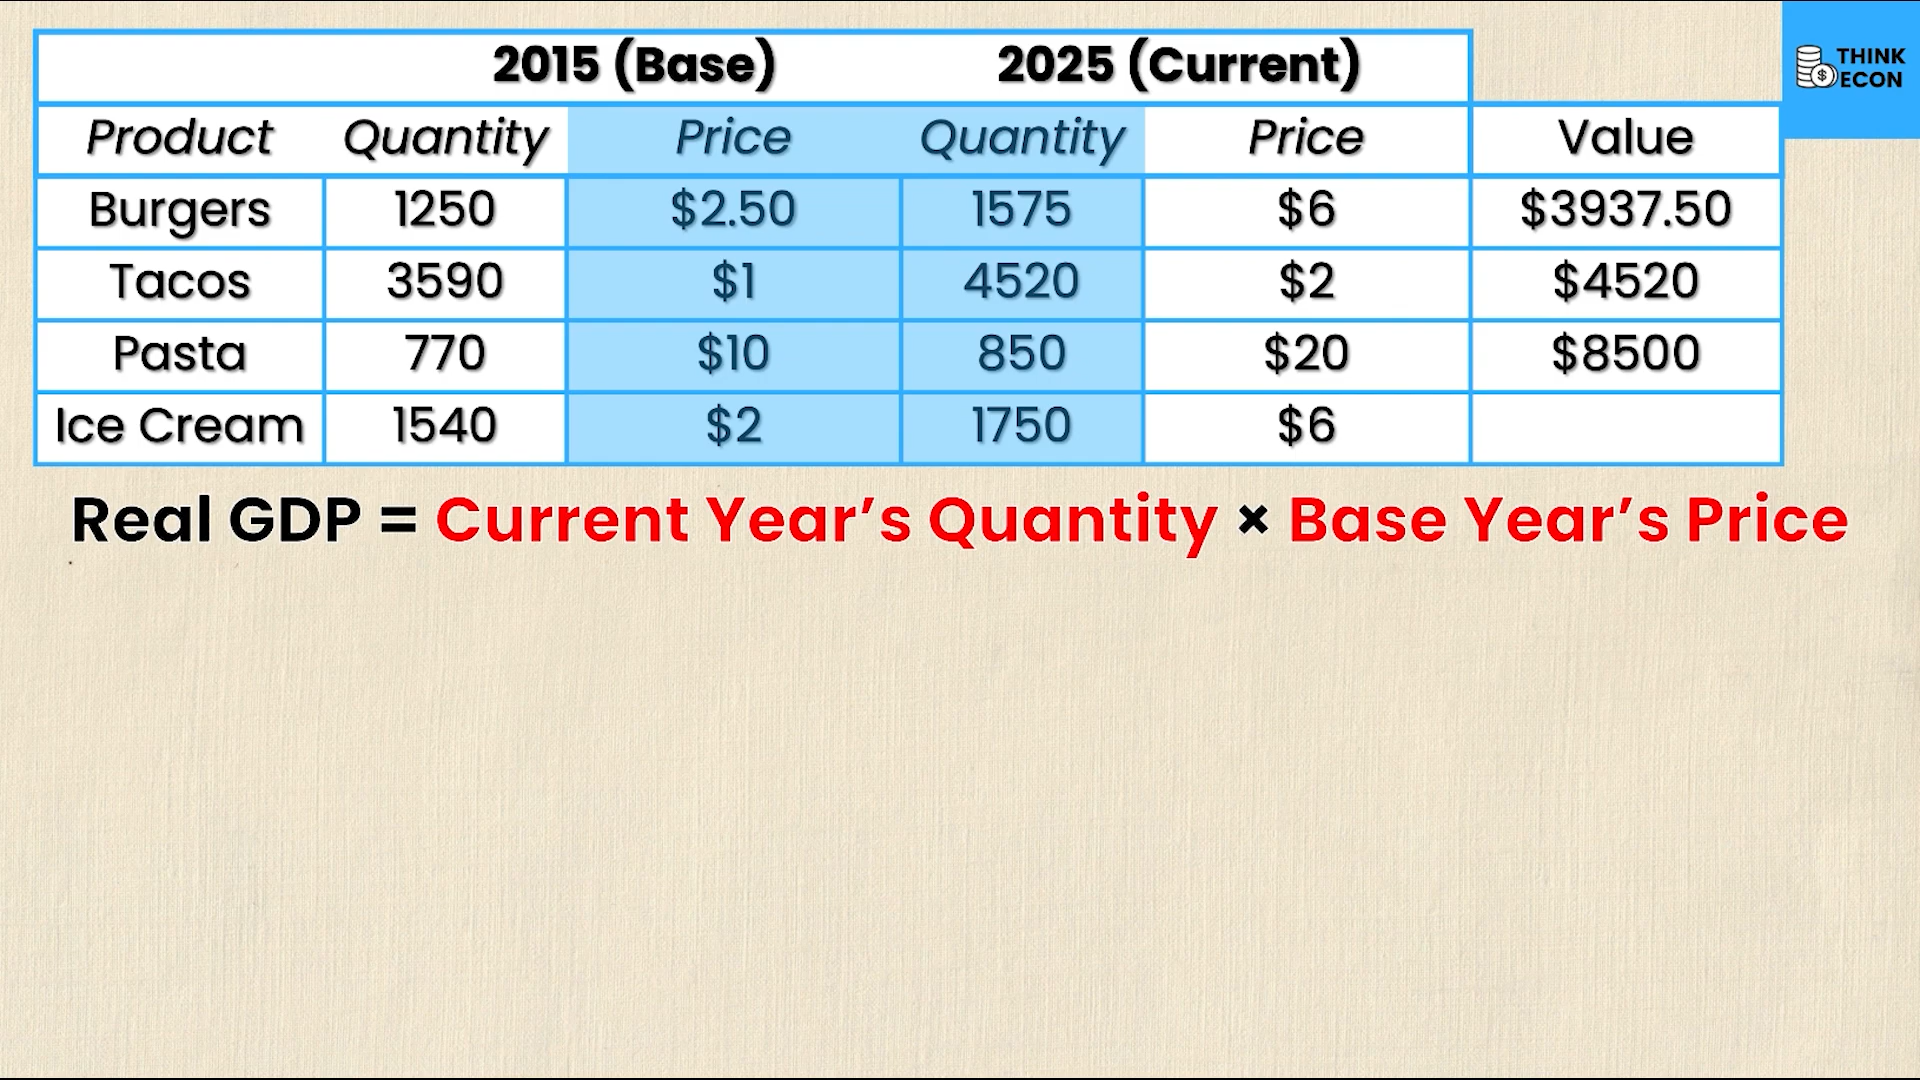 2015 (Base) 2025 (Current)
THINK
ECON
Product Quantity Price Quantity Price Value
Burgers 1250 $2.50 1575 $6 $3937.50
Tacos 3590 $1 4520 $2 $4520
Pasta 770 $10 850 $20 $8500
Ice Cream 1540 $2 1750 $6
Real GDP = Current Year’s Quantity × Base Year’s Price